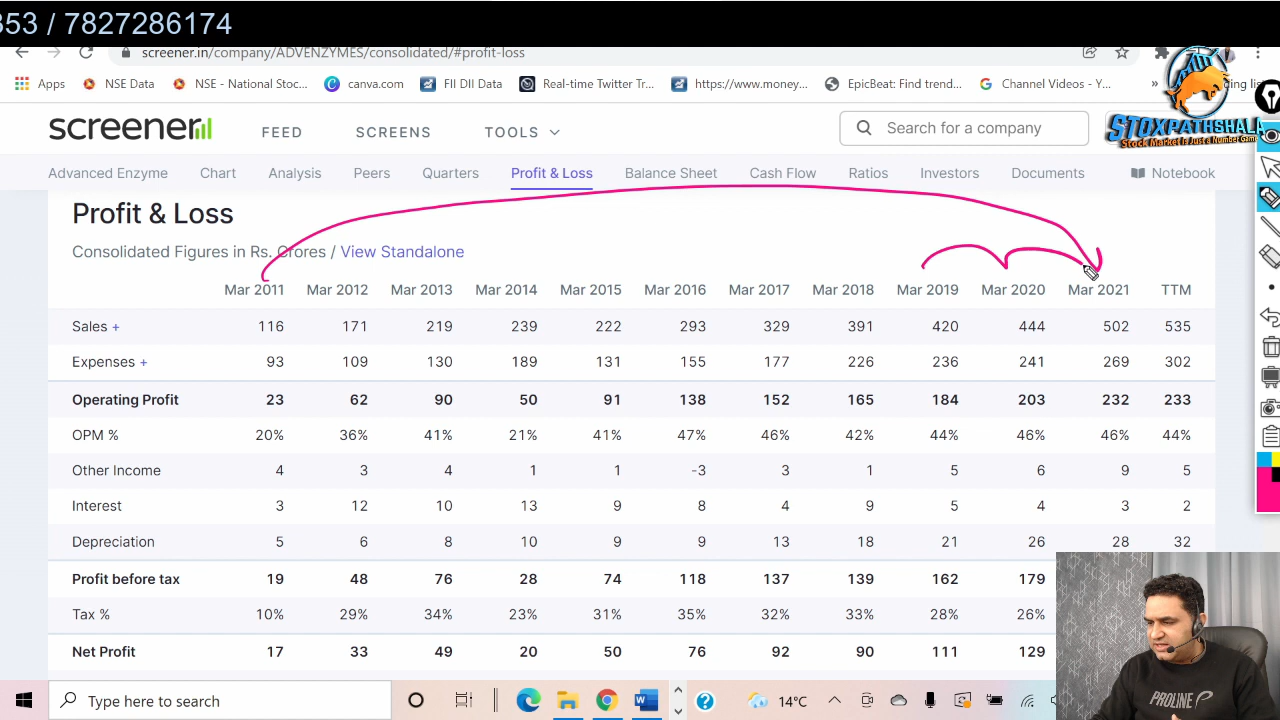 353 / 7827286174
screener.in/company/ADVENZYMES/consolidated/#profit-loss
Apps NSE Data NSE - National Stoc... canva.com FII DII Data Real-time Twitter Tr... https://www.money... EpicBeat: Find trend... Channel Videos - Y... »
screener FEED SCREENS TOOLS Search for a company
STOXPATHSHALA
Stock Market is Just a Number Game
Advanced Enzyme Chart Analysis Peers Quarters Profit & Loss Balance Sheet Cash Flow Ratios Investors Documents Notebook
Profit & Loss
Consolidated Figures in Rs. Crores / View Standalone
Mar 2011 Mar 2012 Mar 2013 Mar 2014 Mar 2015 Mar 2016 Mar 2017 Mar 2018 Mar 2019 Mar 2020 Mar 2021 TTM
Sales + 116 171 219 239 222 293 329 391 420 444 502 535
Expenses + 93 109 130 189 131 155 177 226 236 241 269 302
Operating Profit 23 62 90 50 91 138 152 165 184 203 232 233
OPM % 20% 36% 41% 21% 41% 47% 46% 42% 44% 46% 46% 44%
Other Income 4 3 4 1 1 -3 3 1 5 6 9 5
Interest 3 12 10 13 9 8 4 9 5 4 3 2
Depreciation 5 6 8 10 9 9 13 18 21 26 28 32
Profit before tax 19 48 76 28 74 118 137 139 162 179
Tax % 10% 29% 34% 23% 31% 35% 32% 33% 28% 26%
Net Profit 17 33 49 20 50 76 92 90 111 129
PROLINE
Type here to search 14°C